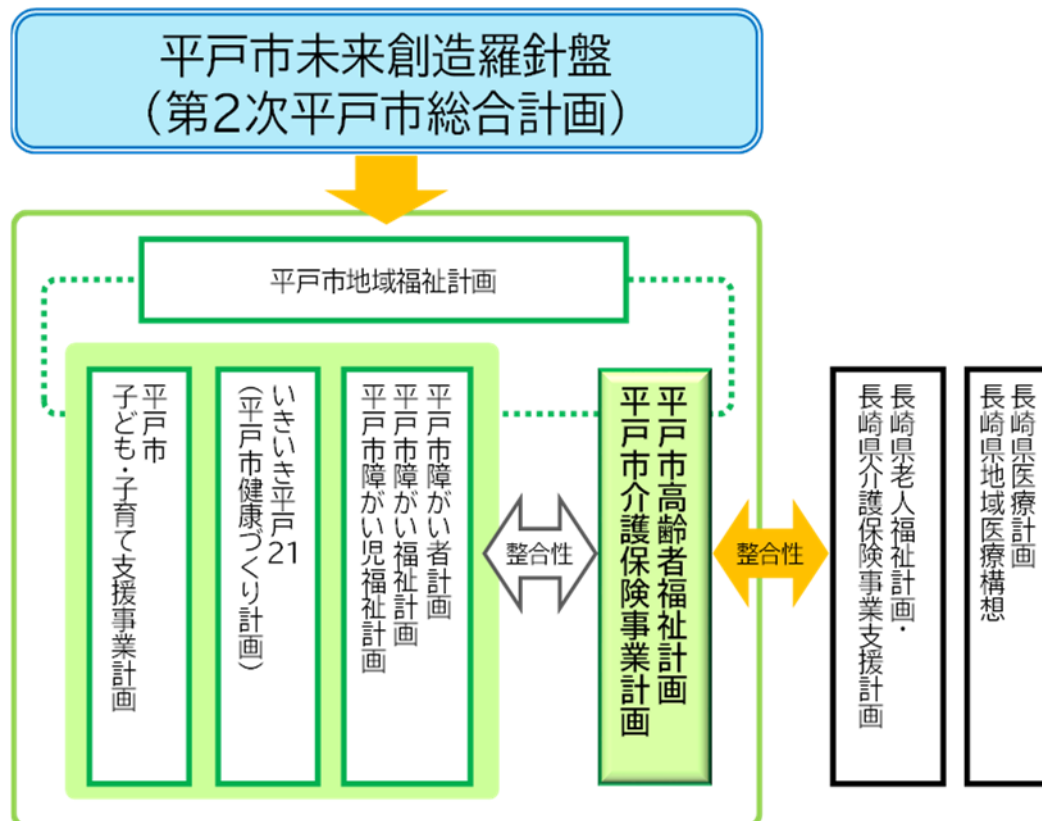 平戸市未来創造羅針盤
（第2次平戸市総合計画）
平戸市地域福祉計画
平戸市
子ども・子育て支援事業計画
いきいき平戸21
（平戸市健康づくり計画）
平戸市障がい者計画
平戸市障がい福祉計画
平戸市障がい児福祉計画
整合性
平戸市高齢者福祉計画
平戸市介護保険事業計画
整合性
長崎県老人福祉計画・
長崎県介護保険事業支援計画
長崎県医療計画
長崎県地域医療構想